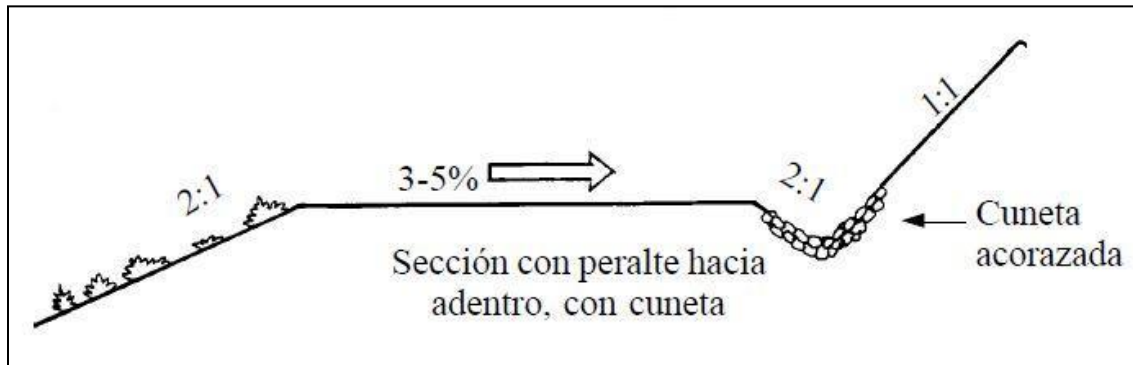 2:1
3-5%
2:1
1:1
Cuneta
acorazada
Sección con peralte hacia
adentro, con cuneta